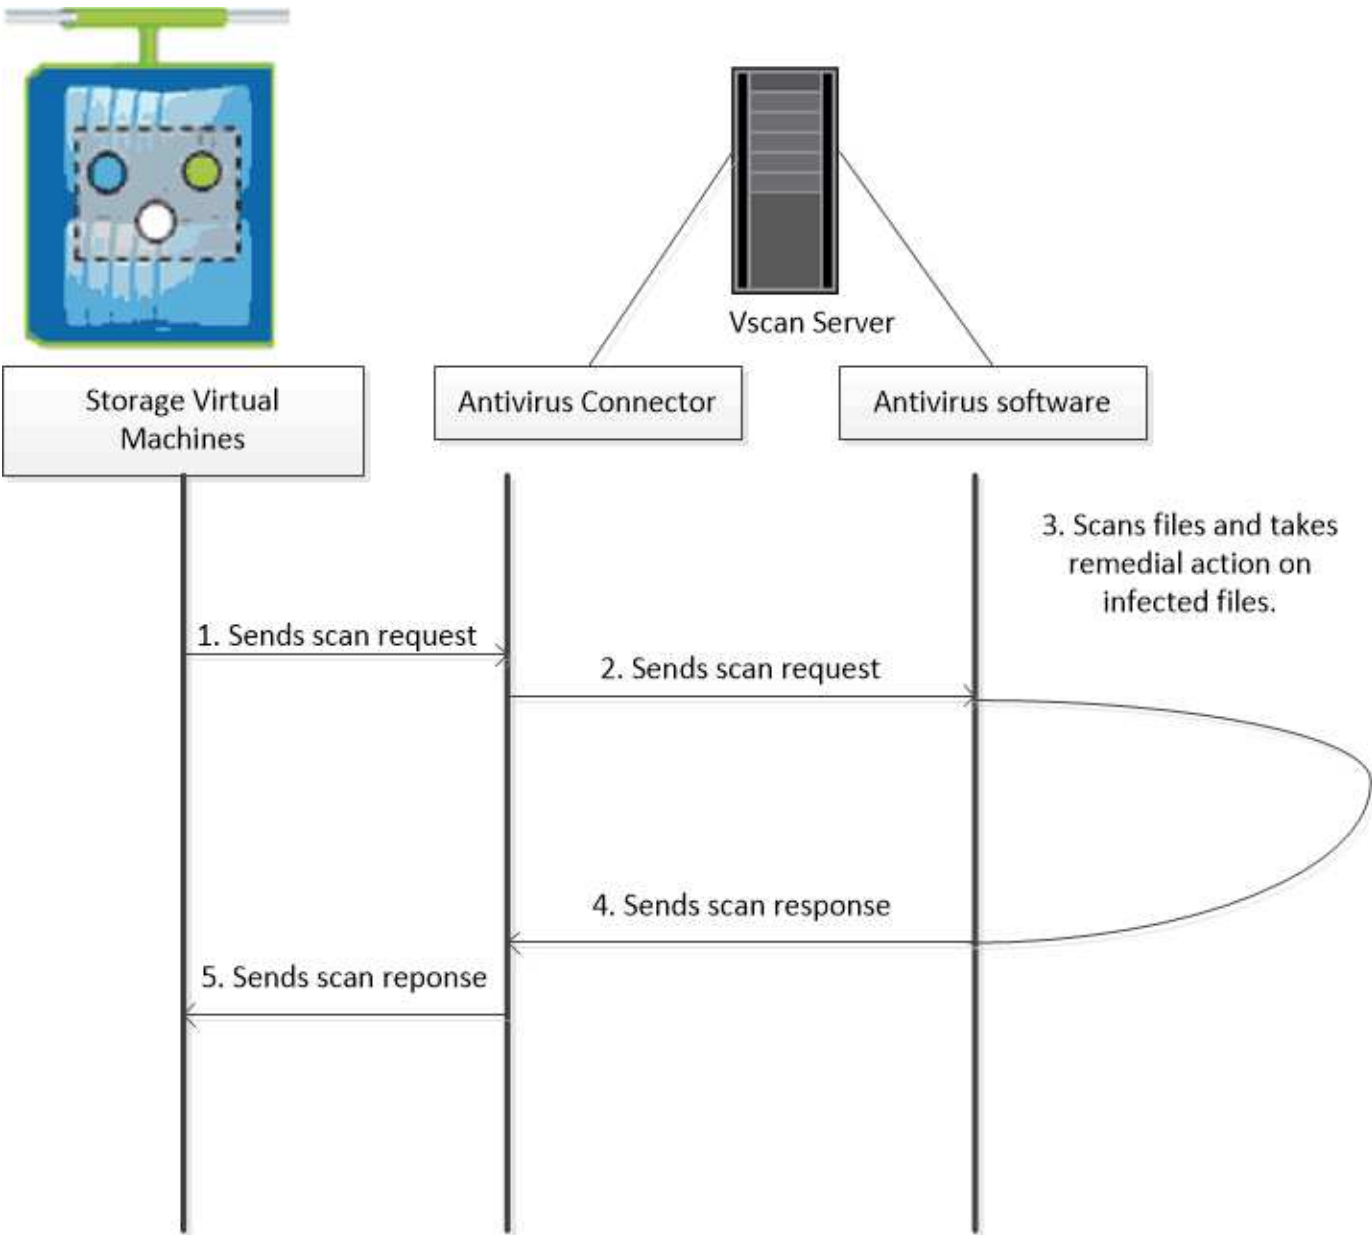 Vscan Server
Storage Virtual
Machines
Antivirus Connector
Antivirus software
3. Scans files and takes
remedial action on
infected files.
1. Sends scan request
2. Sends scan request
4. Sends scan response
5. Sends scan reponse